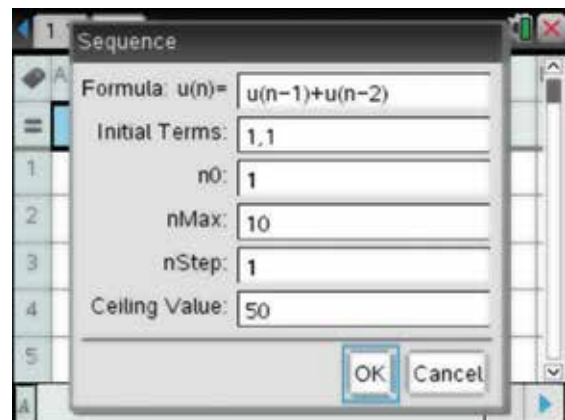 1
Sequence
A
Formula: u(n)= u(n−1)+u(n−2)
=
Initial Terms: 1,1
1
n0: 1
2
nMax: 10
3
nStep: 1
4
Ceiling Value: 50
5
OK Cancel
A